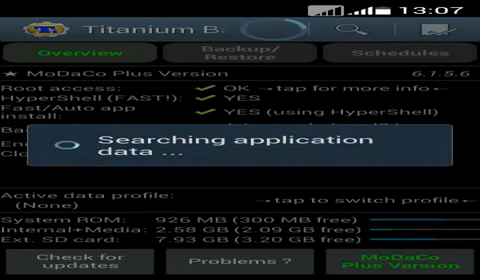 13:07
Titanium Ba
Overview
Backup/
Restore
Schedules
★ MoDaCo Plus Version 6.1.5.6
Root access: OK →tap for more info←
HyperShell (FAST!): YES
Fast/Auto app
install: YES (using HyperShell)
Searching application
data ...
Active data profile:
(None) →tap to switch profile←
System ROM: 926 MB (300 MB free)
Internal+Media: 2.58 GB (2.09 GB free)
Ext. SD card: 7.93 GB (3.20 GB free)
Check for
updates
Problems ?
MoDaCo
Plus Version